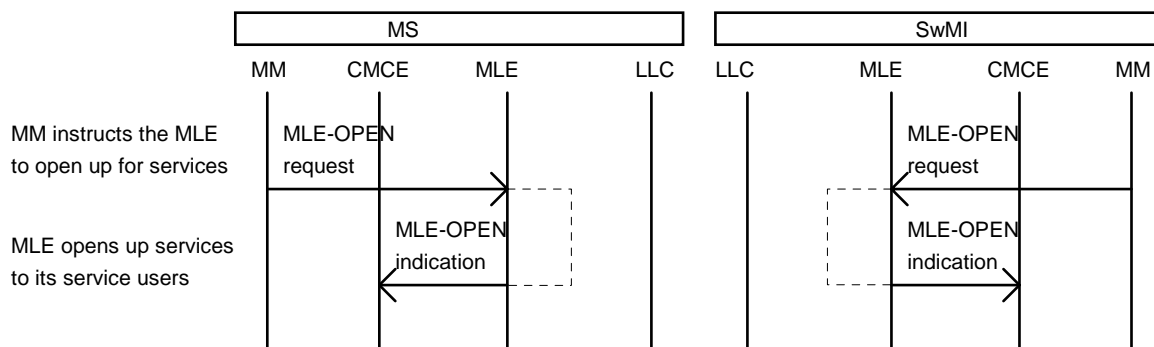 MS SwMI
MM CMCE MLE LLC LLC MLE CMCE MM
MM instructs the MLE MLE-OPEN MLE-OPEN
to open up for services request request
MLE opens up services MLE-OPEN MLE-OPEN
to its service users indication indication